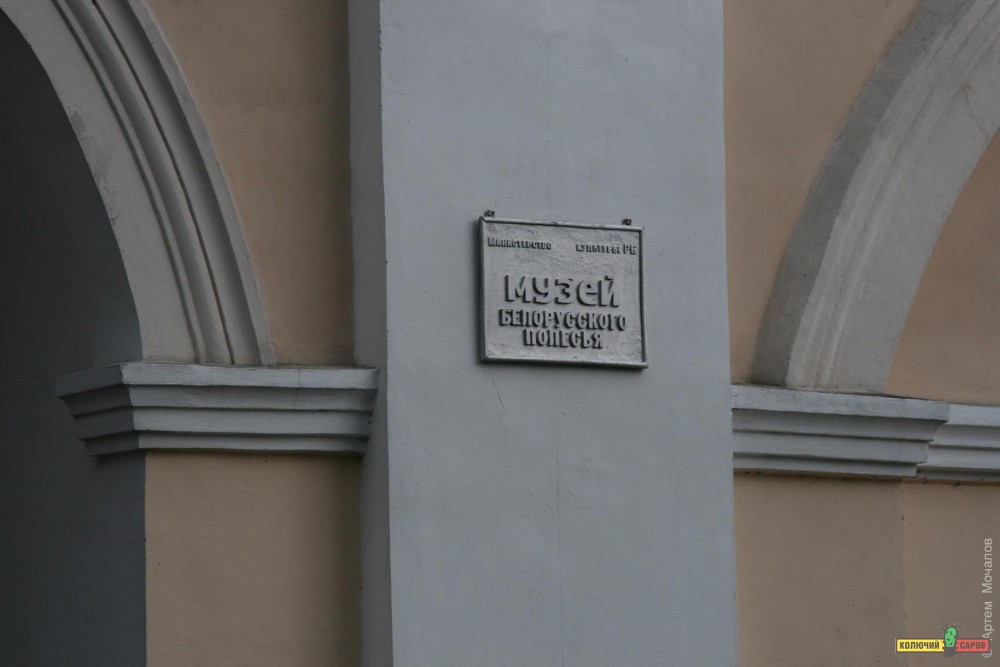 Министерство культуры РБ
музей
БЕЛОРУССКОГО
ПОЛЕСЬЯ
© Артем Мочалов
КОЛЮЧИЙ САРОВ